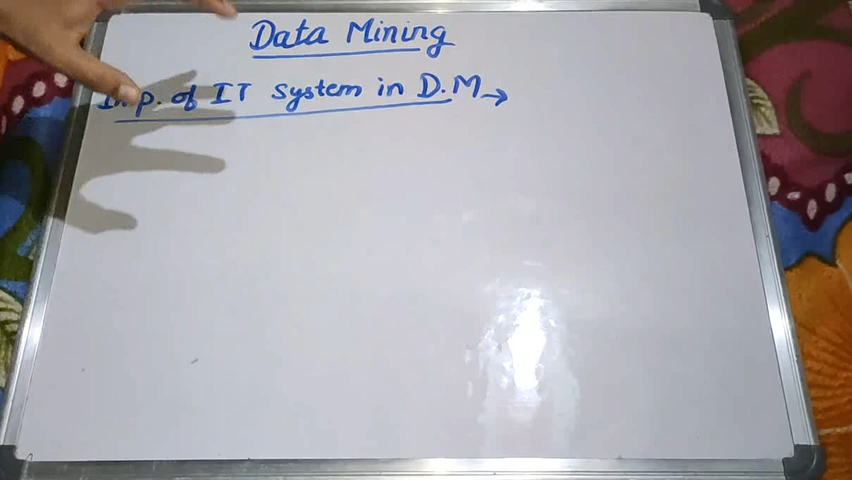 Data Mining
Imp. of IT System in D.M →